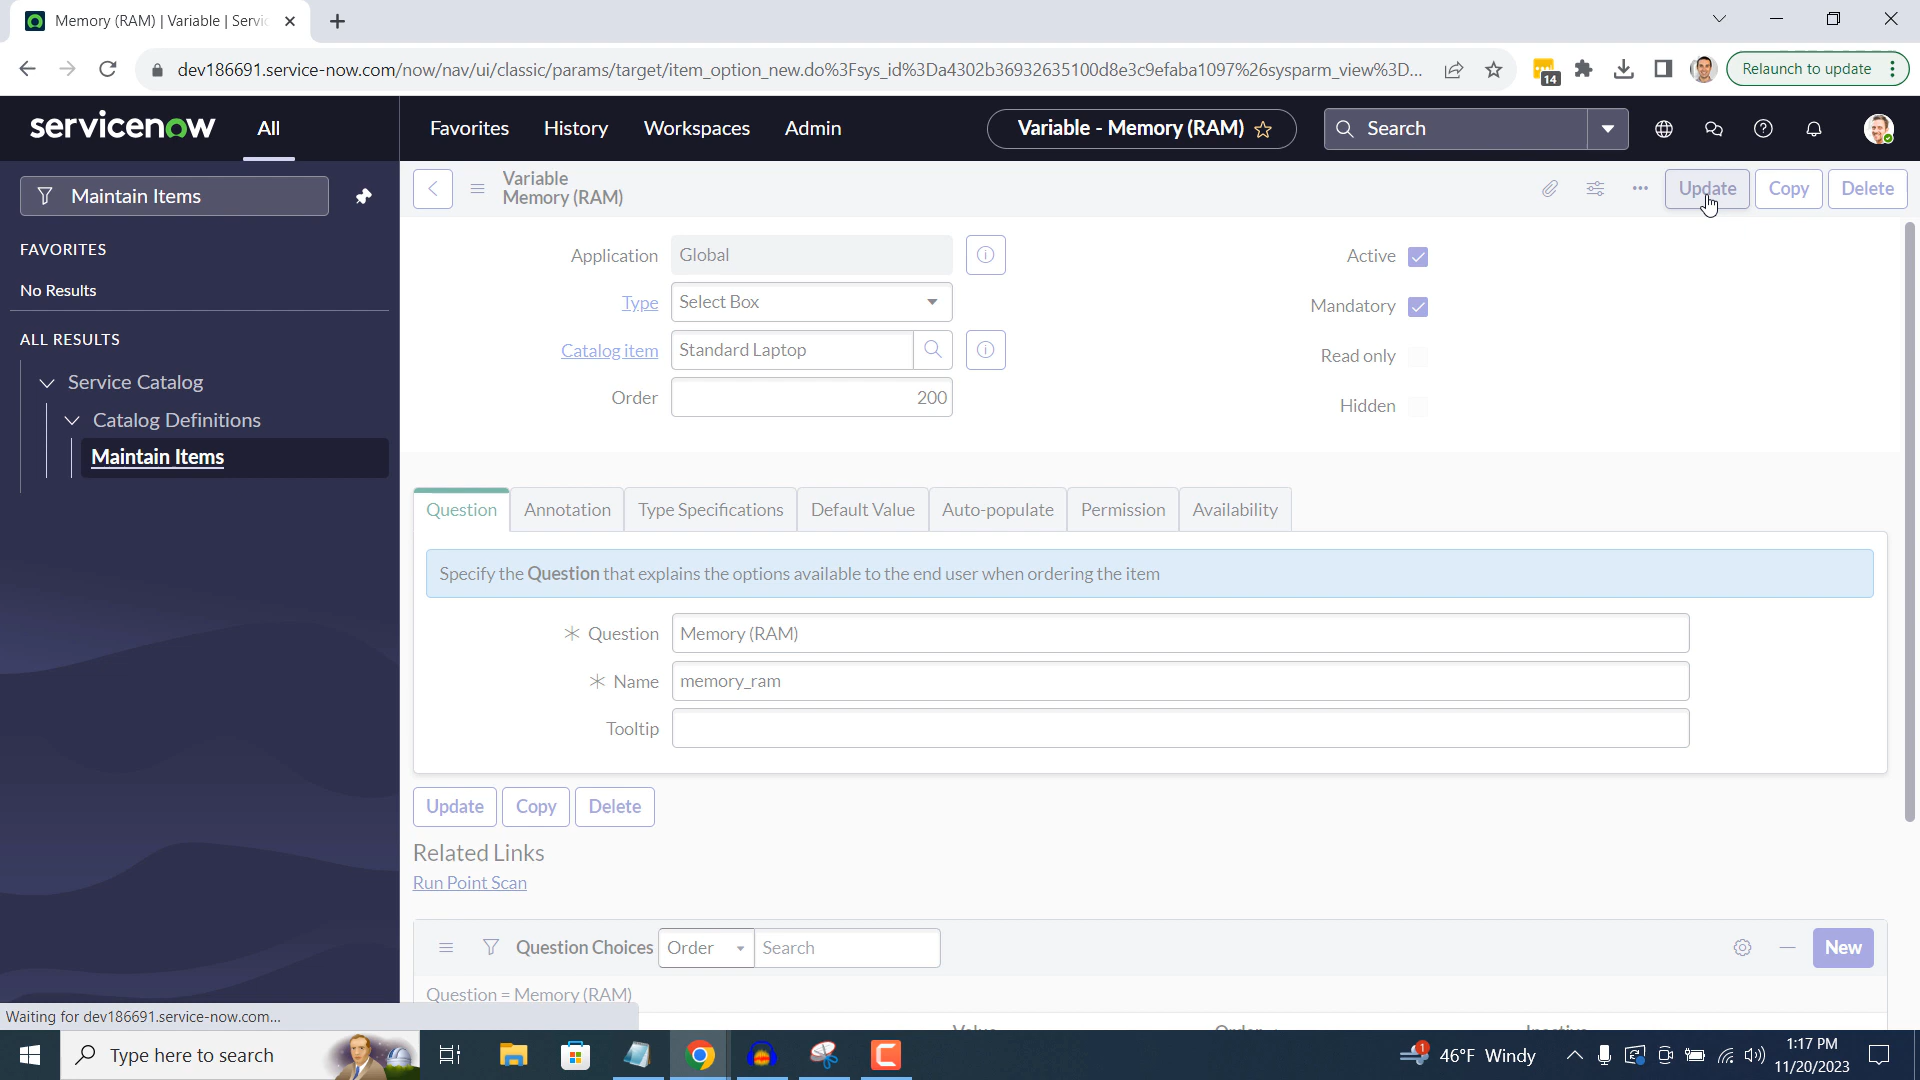 Memory (RAM) | Variable | Servic
dev186691.service-now.com/now/nav/ui/classic/params/target/item_option_new.do%3Fsys_id%3Da4302b36932635100d8e3c9efaba1097%26sysparm_view%3D...
14
Relaunch to update
servicenow
All
Favorites
History
Workspaces
Admin
Variable - Memory (RAM)
Search
Maintain Items
FAVORITES
No Results
ALL RESULTS
Service Catalog
Catalog Definitions
Maintain Items
Variable
Memory (RAM)
Update
Copy
Delete
Application
Global
Type
Select Box
Catalog item
Standard Laptop
Order
200
Active
Mandatory
Read only
Hidden
Question
Annotation
Type Specifications
Default Value
Auto-populate
Permission
Availability
Specify the Question that explains the options available to the end user when ordering the item
Question
Memory (RAM)
Name
memory_ram
Tooltip
Update
Copy
Delete
Related Links
Run Point Scan
Question Choices
Order
Search
New
Question = Memory (RAM)
Value
Order
Inactive
Waiting for dev186691.service-now.com...
Type here to search
1
46°F Windy
1:17 PM
11/20/2023